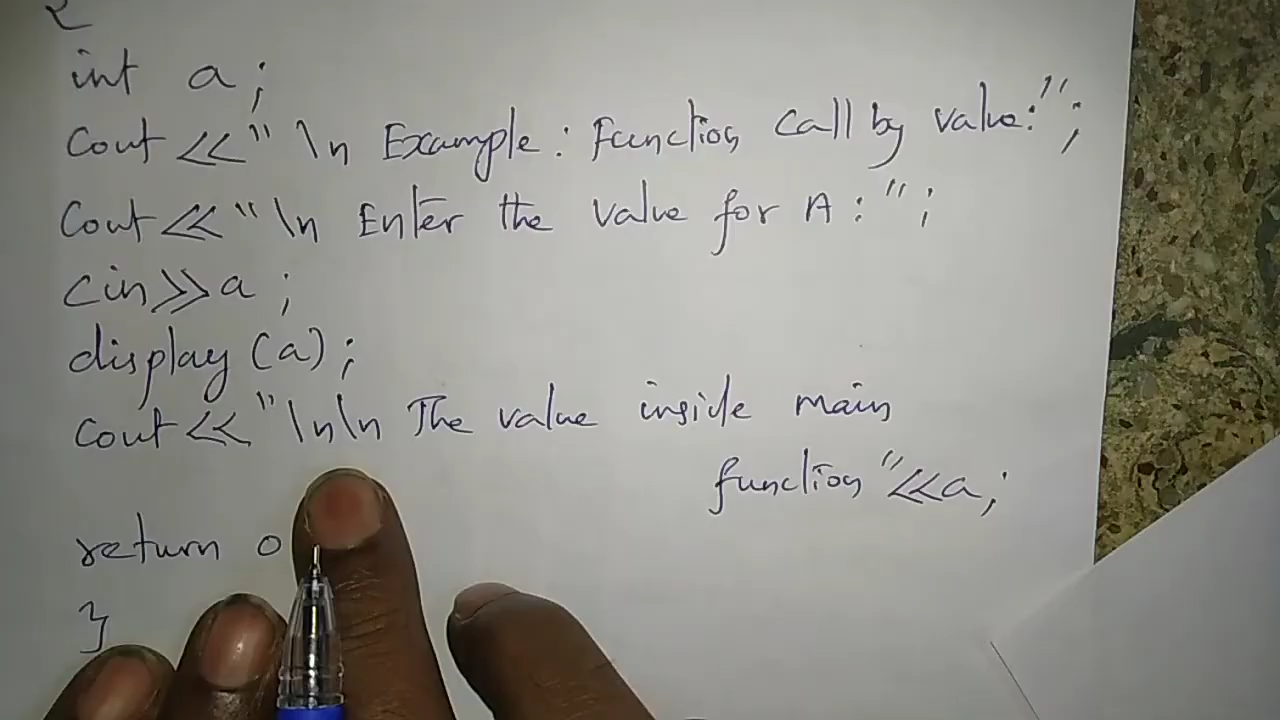 {
int a;
Cout <<"\n Example: Function Call by value:";
Cout <<"\n Enter the value for A :";
Cin>>a;
display (a);
Cout <<"\n\n The value inside main
function"<<a;
return 0
}